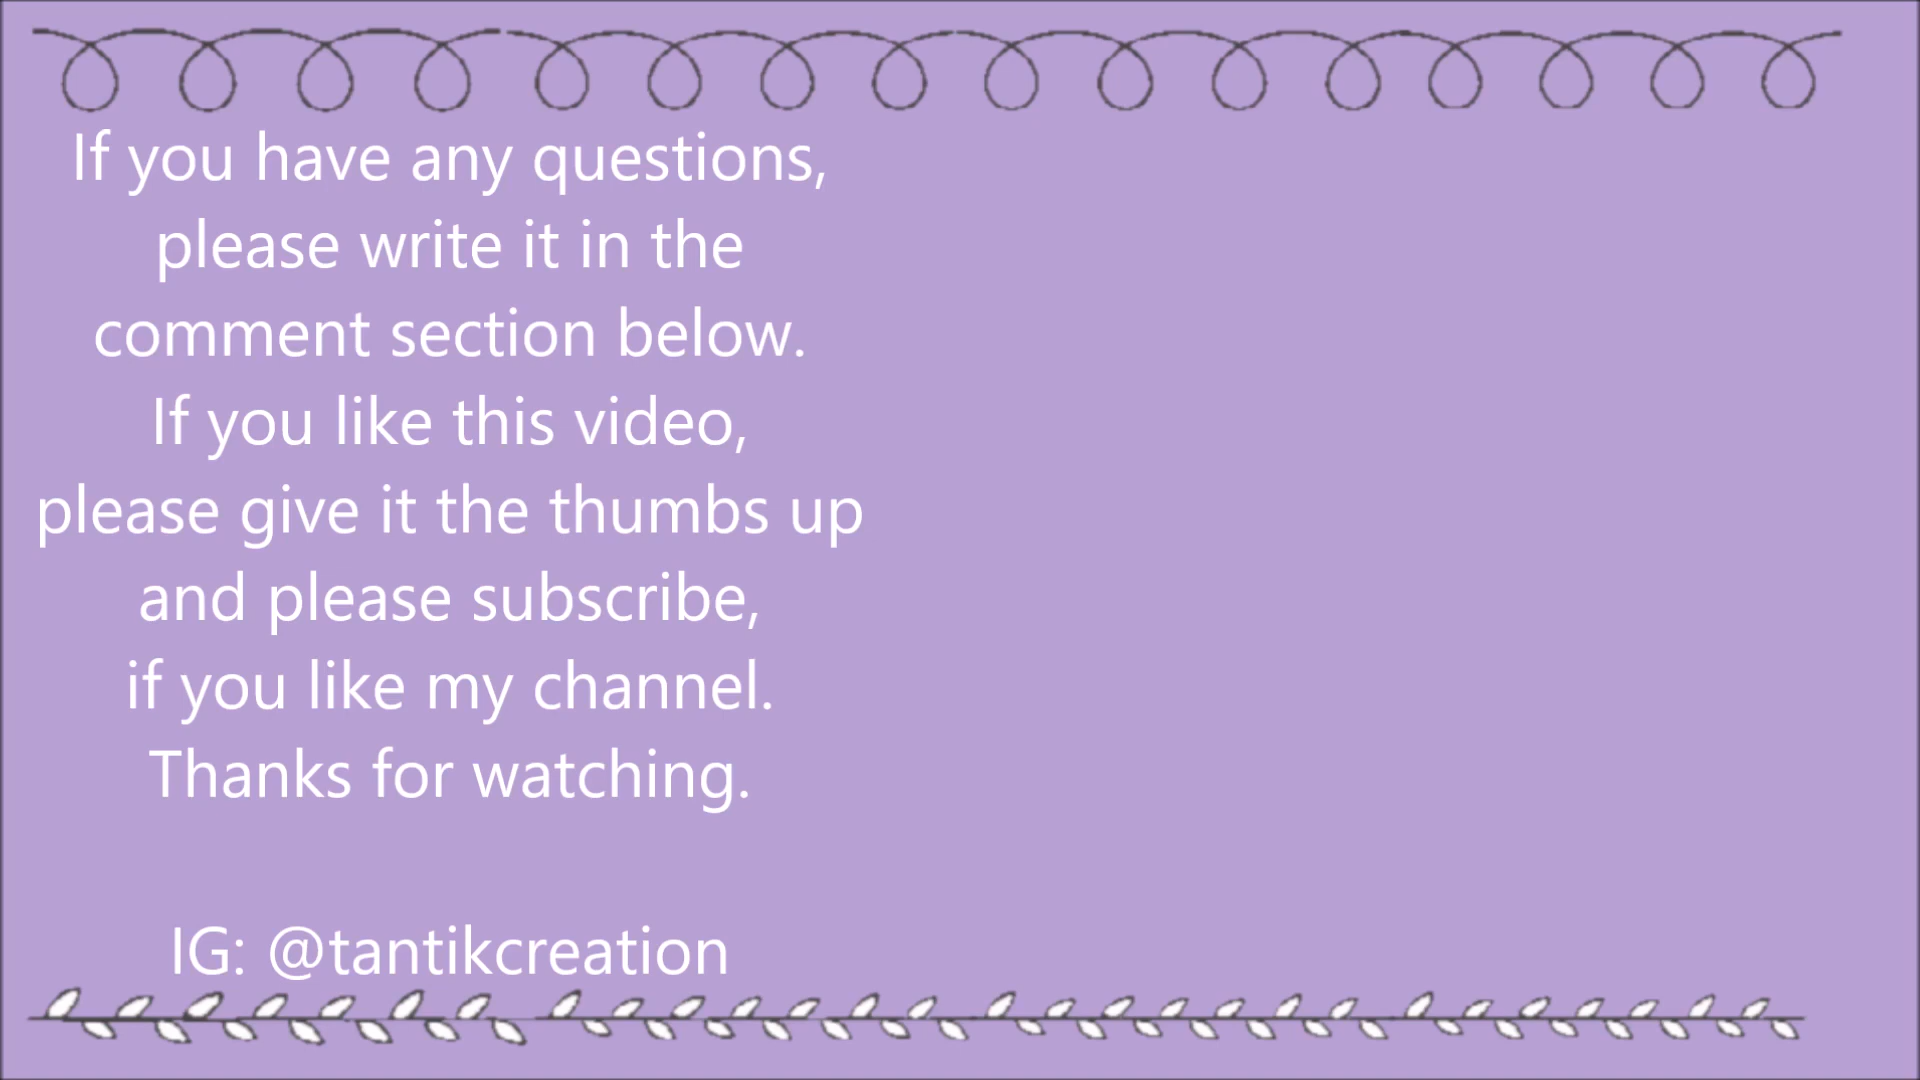 If you have any questions,
please write it in the
comment section below.
If you like this video,
please give it the thumbs up
and please subscribe,
if you like my channel.
Thanks for watching.
IG: @tantikcreation